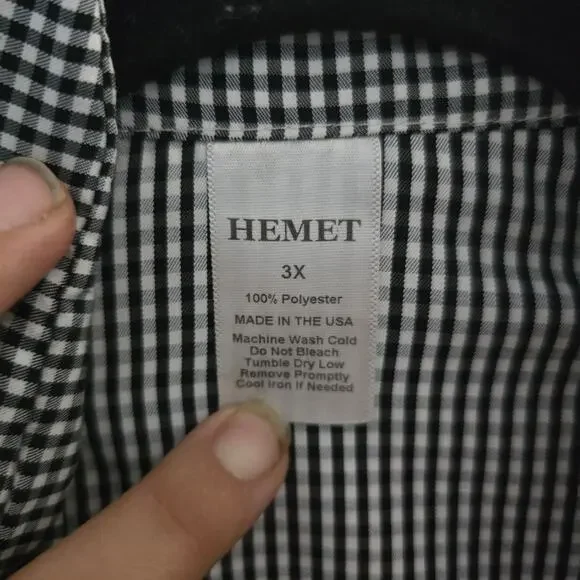 HEMET
3X
100% Polyester
MADE IN THE USA
Machine Wash Cold
Do Not Bleach
Tumble Dry Low
Remove Promptly
Cool Iron If Needed